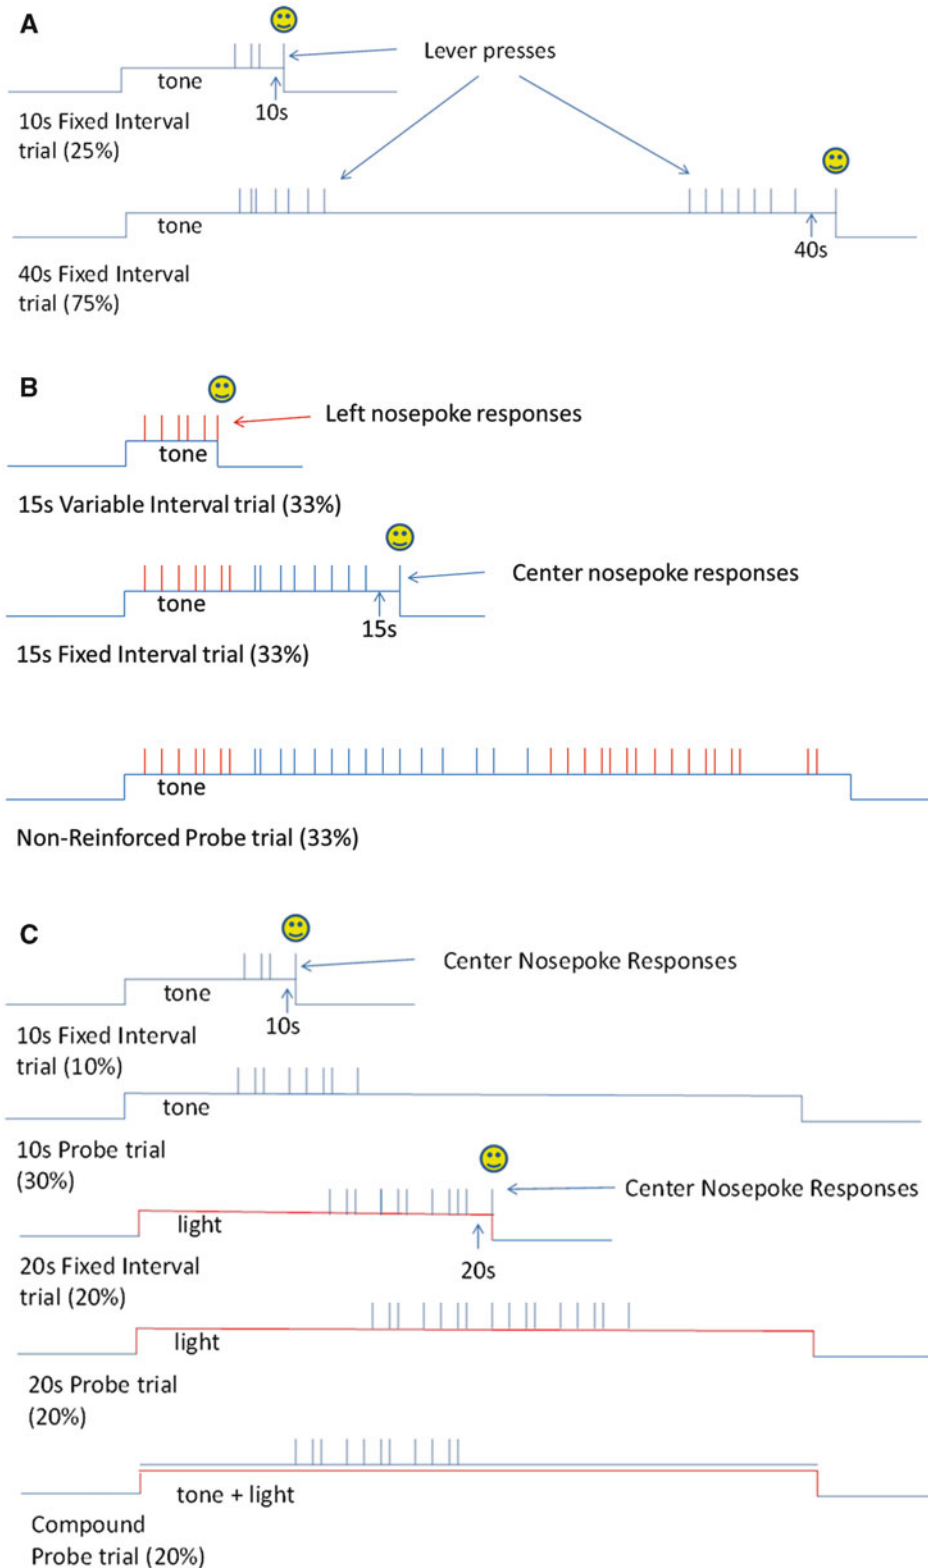 A
Lever presses
tone
10s
10s Fixed Interval
trial (25%)
tone
40s
40s Fixed Interval
trial (75%)
B
Left nosepoke responses
tone
15s Variable Interval trial (33%)
Center nosepoke responses
tone
15s
15s Fixed Interval trial (33%)
tone
Non-Reinforced Probe trial (33%)
C
Center Nosepoke Responses
tone
10s
10s Fixed Interval
trial (10%)
tone
10s Probe trial
(30%)
Center Nosepoke Responses
light
20s
20s Fixed Interval
trial (20%)
light
20s Probe trial
(20%)
tone + light
Compound
Probe trial (20%)